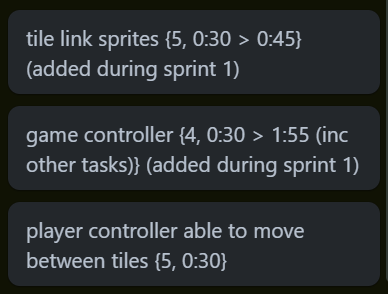 tile link sprites {5, 0:30 > 0:45}
(added during sprint 1)
game controller {4, 0:30 > 1:55 (inc
other tasks)} (added during sprint 1)
player controller able to move
between tiles {5, 0:30}